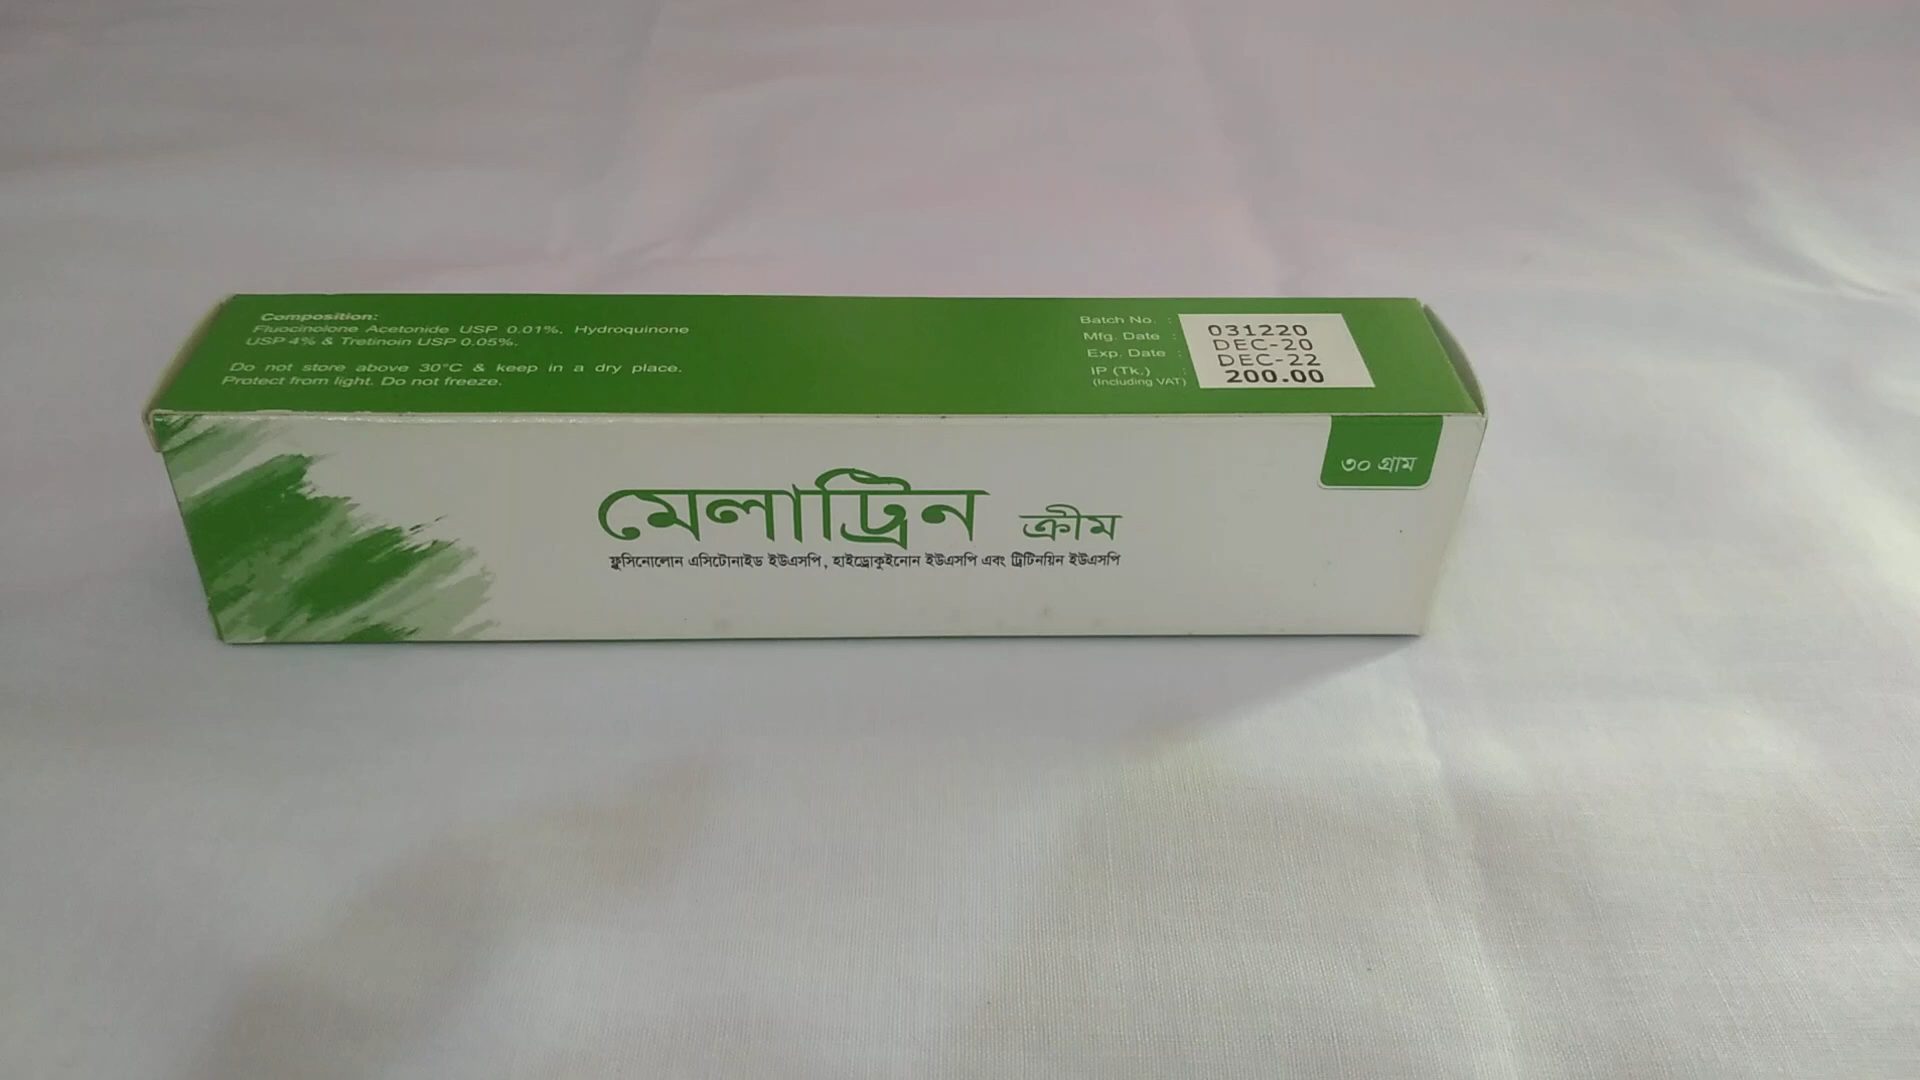 Composition:
Fluocinolone Acetonide USP 0.01%, Hydroquinone
USP 4% & Tretinoin USP 0.05%.
Do not store above 30°C & keep in a dry place.
Protect from light. Do not freeze.
Batch No. : 031220
Mfg. Date : DEC-20
Exp. Date : DEC-22
IP (Tk.) : 200.00
(Including VAT)
৩০ গ্রাম
মেলাট্রিন ক্রীম
ফ্লুসিনোলোন এসিটোনাইড ইউএসপি, হাইড্রোকুইনোন ইউএসপি এবং ট্রিটিনয়িন ইউএসপি